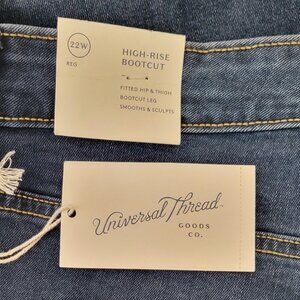 22W
REG
HIGH-RISE
BOOTCUT
FITTED HIP & THIGH
BOOTCUT LEG
SMOOTHS & SCULPTS
Universal Thread
GOODS
CO.